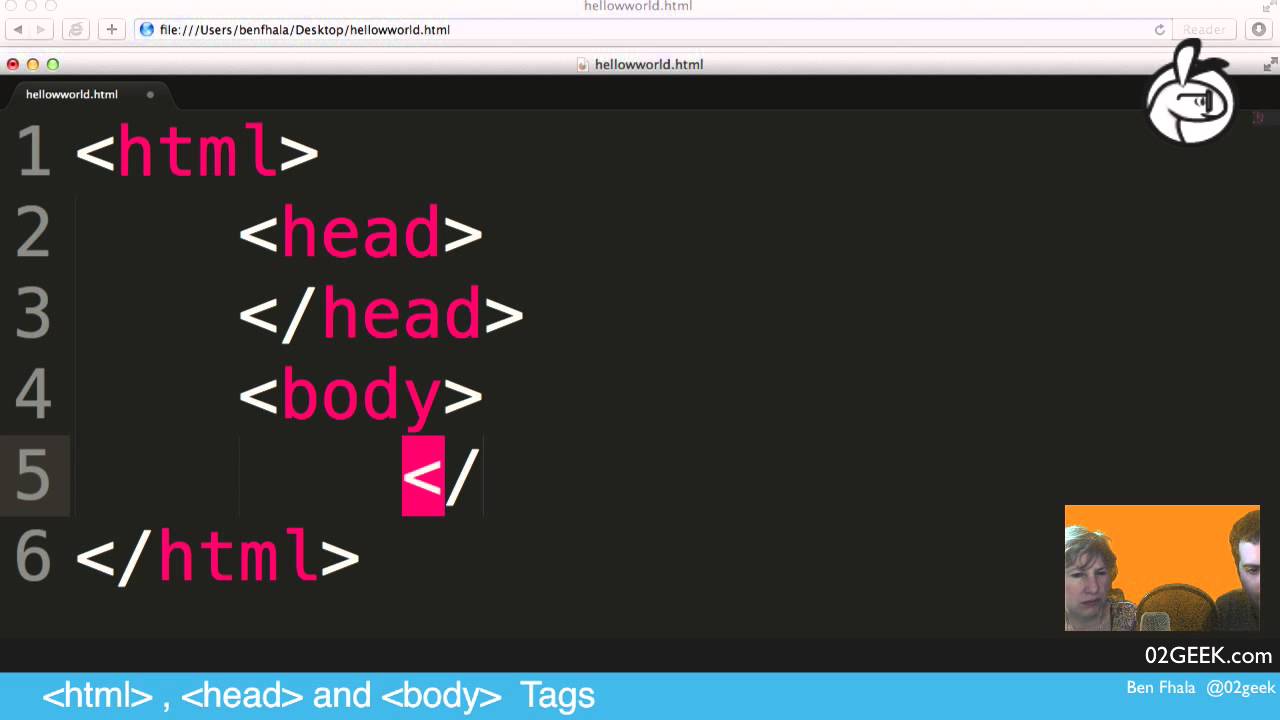 hellowworld.html
file:///Users/benfhala/Desktop/hellowworld.html
Reader
hellowworld.html
hellowworld.html
1 <html>
2 <head>
3 </head>
4 <body>
5 </
6 </html>
02GEEK.com
<html> , <head> and <body> Tags
Ben Fhala @02geek